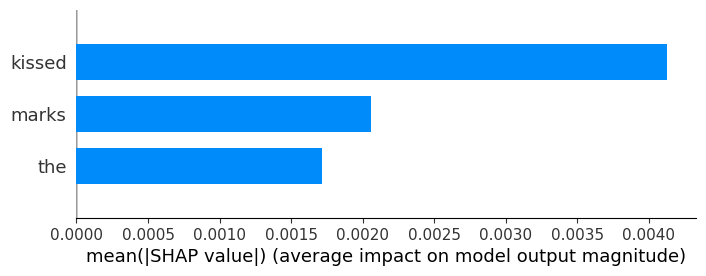 kissed
marks
the
0.0000 0.0005 0.0010 0.0015 0.0020 0.0025 0.0030 0.0035 0.0040
mean(|SHAP value|) (average impact on model output magnitude)